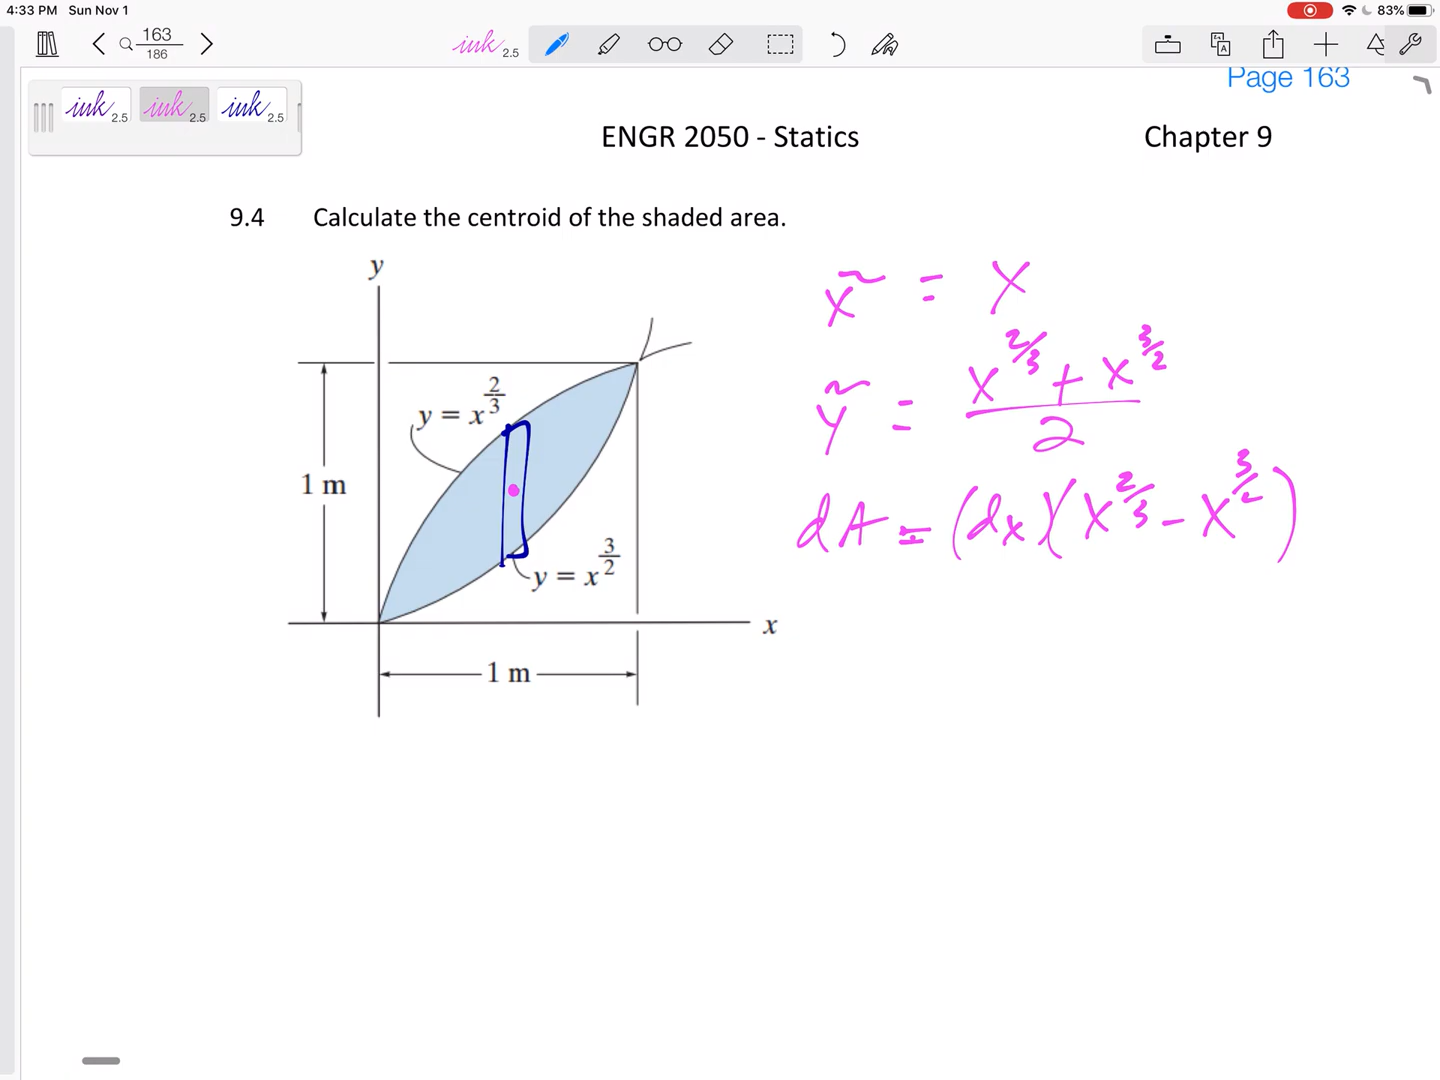 4:33 PM Sun Nov 1
83%
163
186
ink 2.5
ink 2.5
ink 2.5
ink 2.5
Page 163
ENGR 2050 - Statics
Chapter 9
9.4 Calculate the centroid of the shaded area.
y
y = x^{2/3}
1 m
y = x^{3/2}
x
1 m
x̃ = x
ỹ = (x^{2/3} + x^{3/2})/2
dA = (dx)(x^{2/3} - x^{3/2})